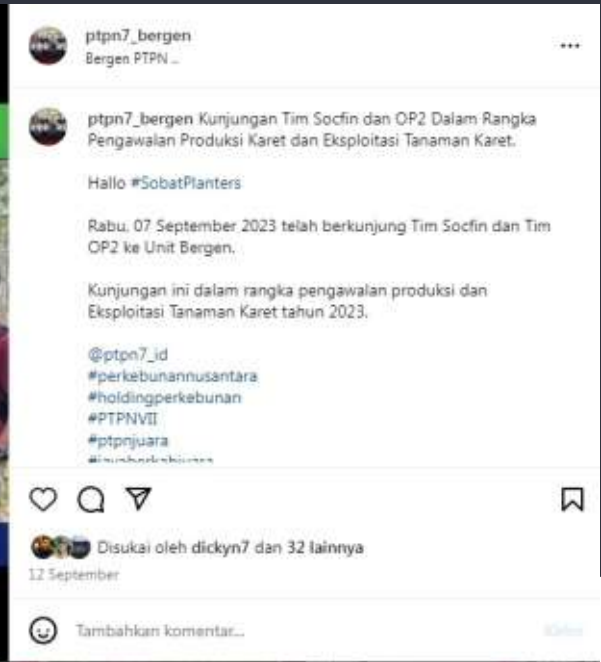 ptpn7_bergen
Bergen PTPN ...
ptpn7_bergen Kunjungan Tim Socfin dan OP2 Dalam Rangka
Pengawalan Produksi Karet dan Eksploitasi Tanaman Karet.
Hallo #SobatPlanters
Rabu, 07 September 2023 telah berkunjung Tim Socfin dan Tim
OP2 ke Unit Bergen.
Kunjungan ini dalam rangka pengawalan produksi dan
Eksploitasi Tanaman Karet tahun 2023.
@ptpn7_id
#perkebunannusantara
#holdingperkebunan
#PTPNVII
#ptpnjuara
Disukai oleh dickyn7 dan 32 lainnya
12 September
Tambahkan komentar...